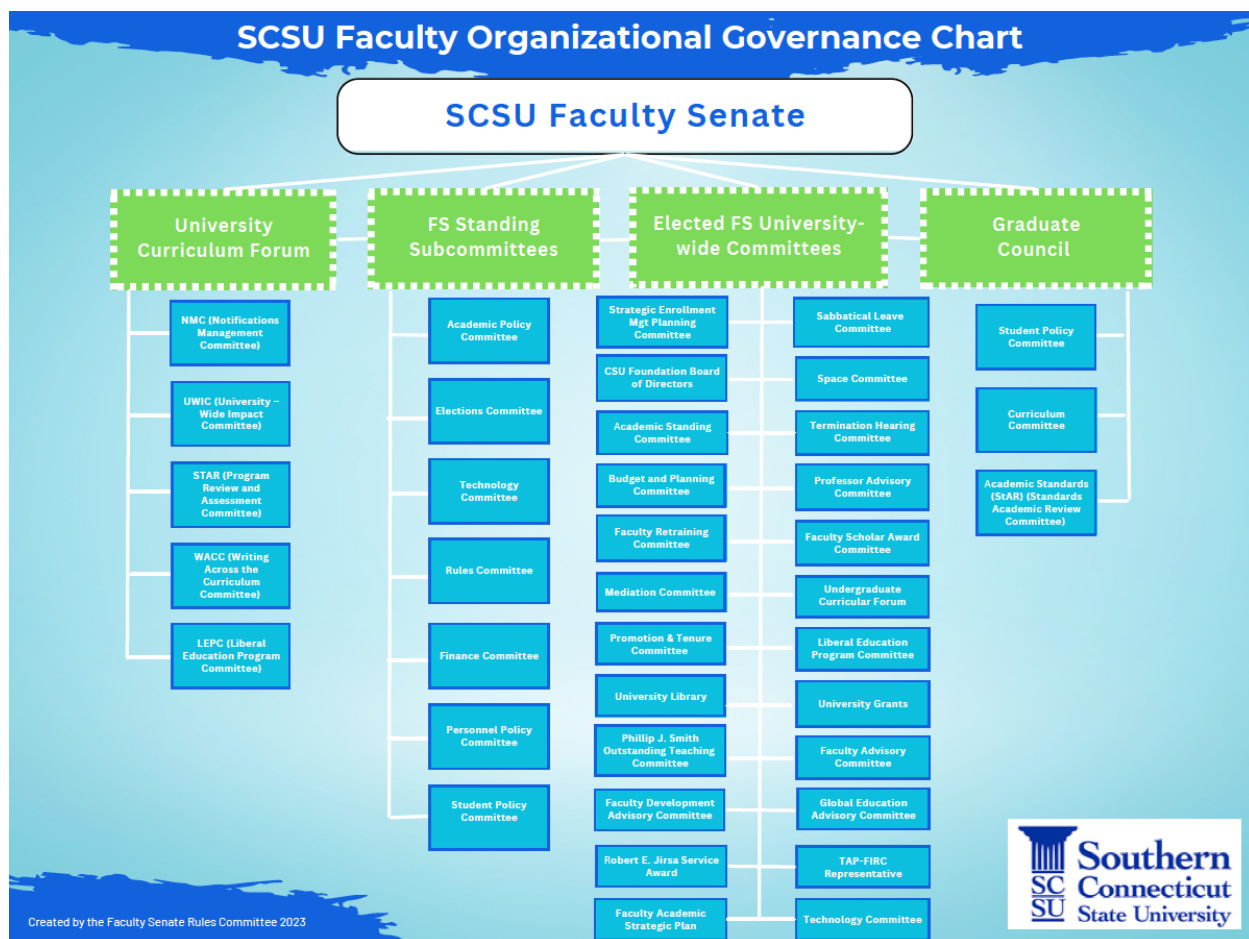 SCSU Faculty Organizational Governance Chart
SCSU Faculty Senate
University
Curriculum Forum
FS Standing
Subcommittees
Elected FS University-
wide Committees
Graduate
Council
NMC (Notifications
Management
Committee)
UWIC (University –
Wide Impact
Committee)
STAR (Program
Review and
Assessment
Committee)
WACC (Writing
Across the
Curriculum
Committee)
LEPC (Liberal
Education Program
Committee)
Academic Policy
Committee
Elections Committee
Technology
Committee
Rules Committee
Finance Committee
Personnel Policy
Committee
Student Policy
Committee
Strategic Enrollment
Mgt Planning
Committee
CSU Foundation Board
of Directors
Academic Standing
Committee
Budget and Planning
Committee
Faculty Retraining
Committee
Mediation Committee
Promotion & Tenure
Committee
University Library
Phillip J. Smith
Outstanding Teaching
Committee
Faculty Development
Advisory Committee
Robert E. Jirsa Service
Award
Faculty Academic
Strategic Plan
Sabbatical Leave
Committee
Space Committee
Termination Hearing
Committee
Professor Advisory
Committee
Faculty Scholar Award
Committee
Undergraduate
Curricular Forum
Liberal Education
Program Committee
University Grants
Faculty Advisory
Committee
Global Education
Advisory Committee
TAP-FIRC
Representative
Technology Committee
Student Policy
Committee
Curriculum
Committee
Academic Standards
(StAR) (Standards
Academic Review
Committee)
Created by the Faculty Senate Rules Committee 2023
SC
SU
Southern
Connecticut
State University